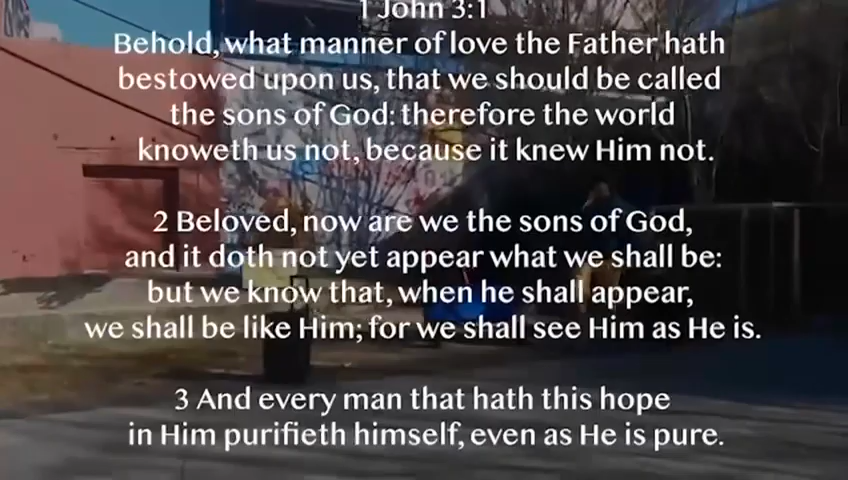 1 John 3:1
Behold, what manner of love the Father hath
bestowed upon us, that we should be called
the sons of God: therefore the world
knoweth us not, because it knew Him not.
2 Beloved, now are we the sons of God,
and it doth not yet appear what we shall be:
but we know that, when he shall appear,
we shall be like Him; for we shall see Him as He is.
3 And every man that hath this hope
in Him purifieth himself, even as He is pure.